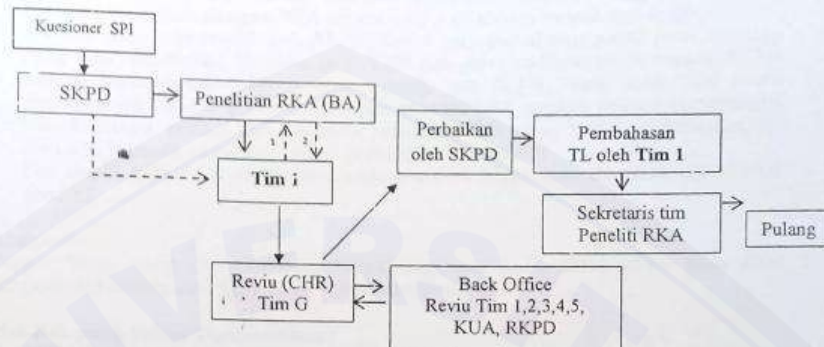 Kuesioner SPI
SKPD
Penelitian RKA (BA)
1
2
Tim i
Reviu (CHR)
Tim G
Back Office
Reviu Tim 1,2,3,4,5,
KUA, RKPD
Perbaikan
oleh SKPD
Pembahasan
TL oleh Tim 1
Sekretaris tim
Peneliti RKA
Pulang